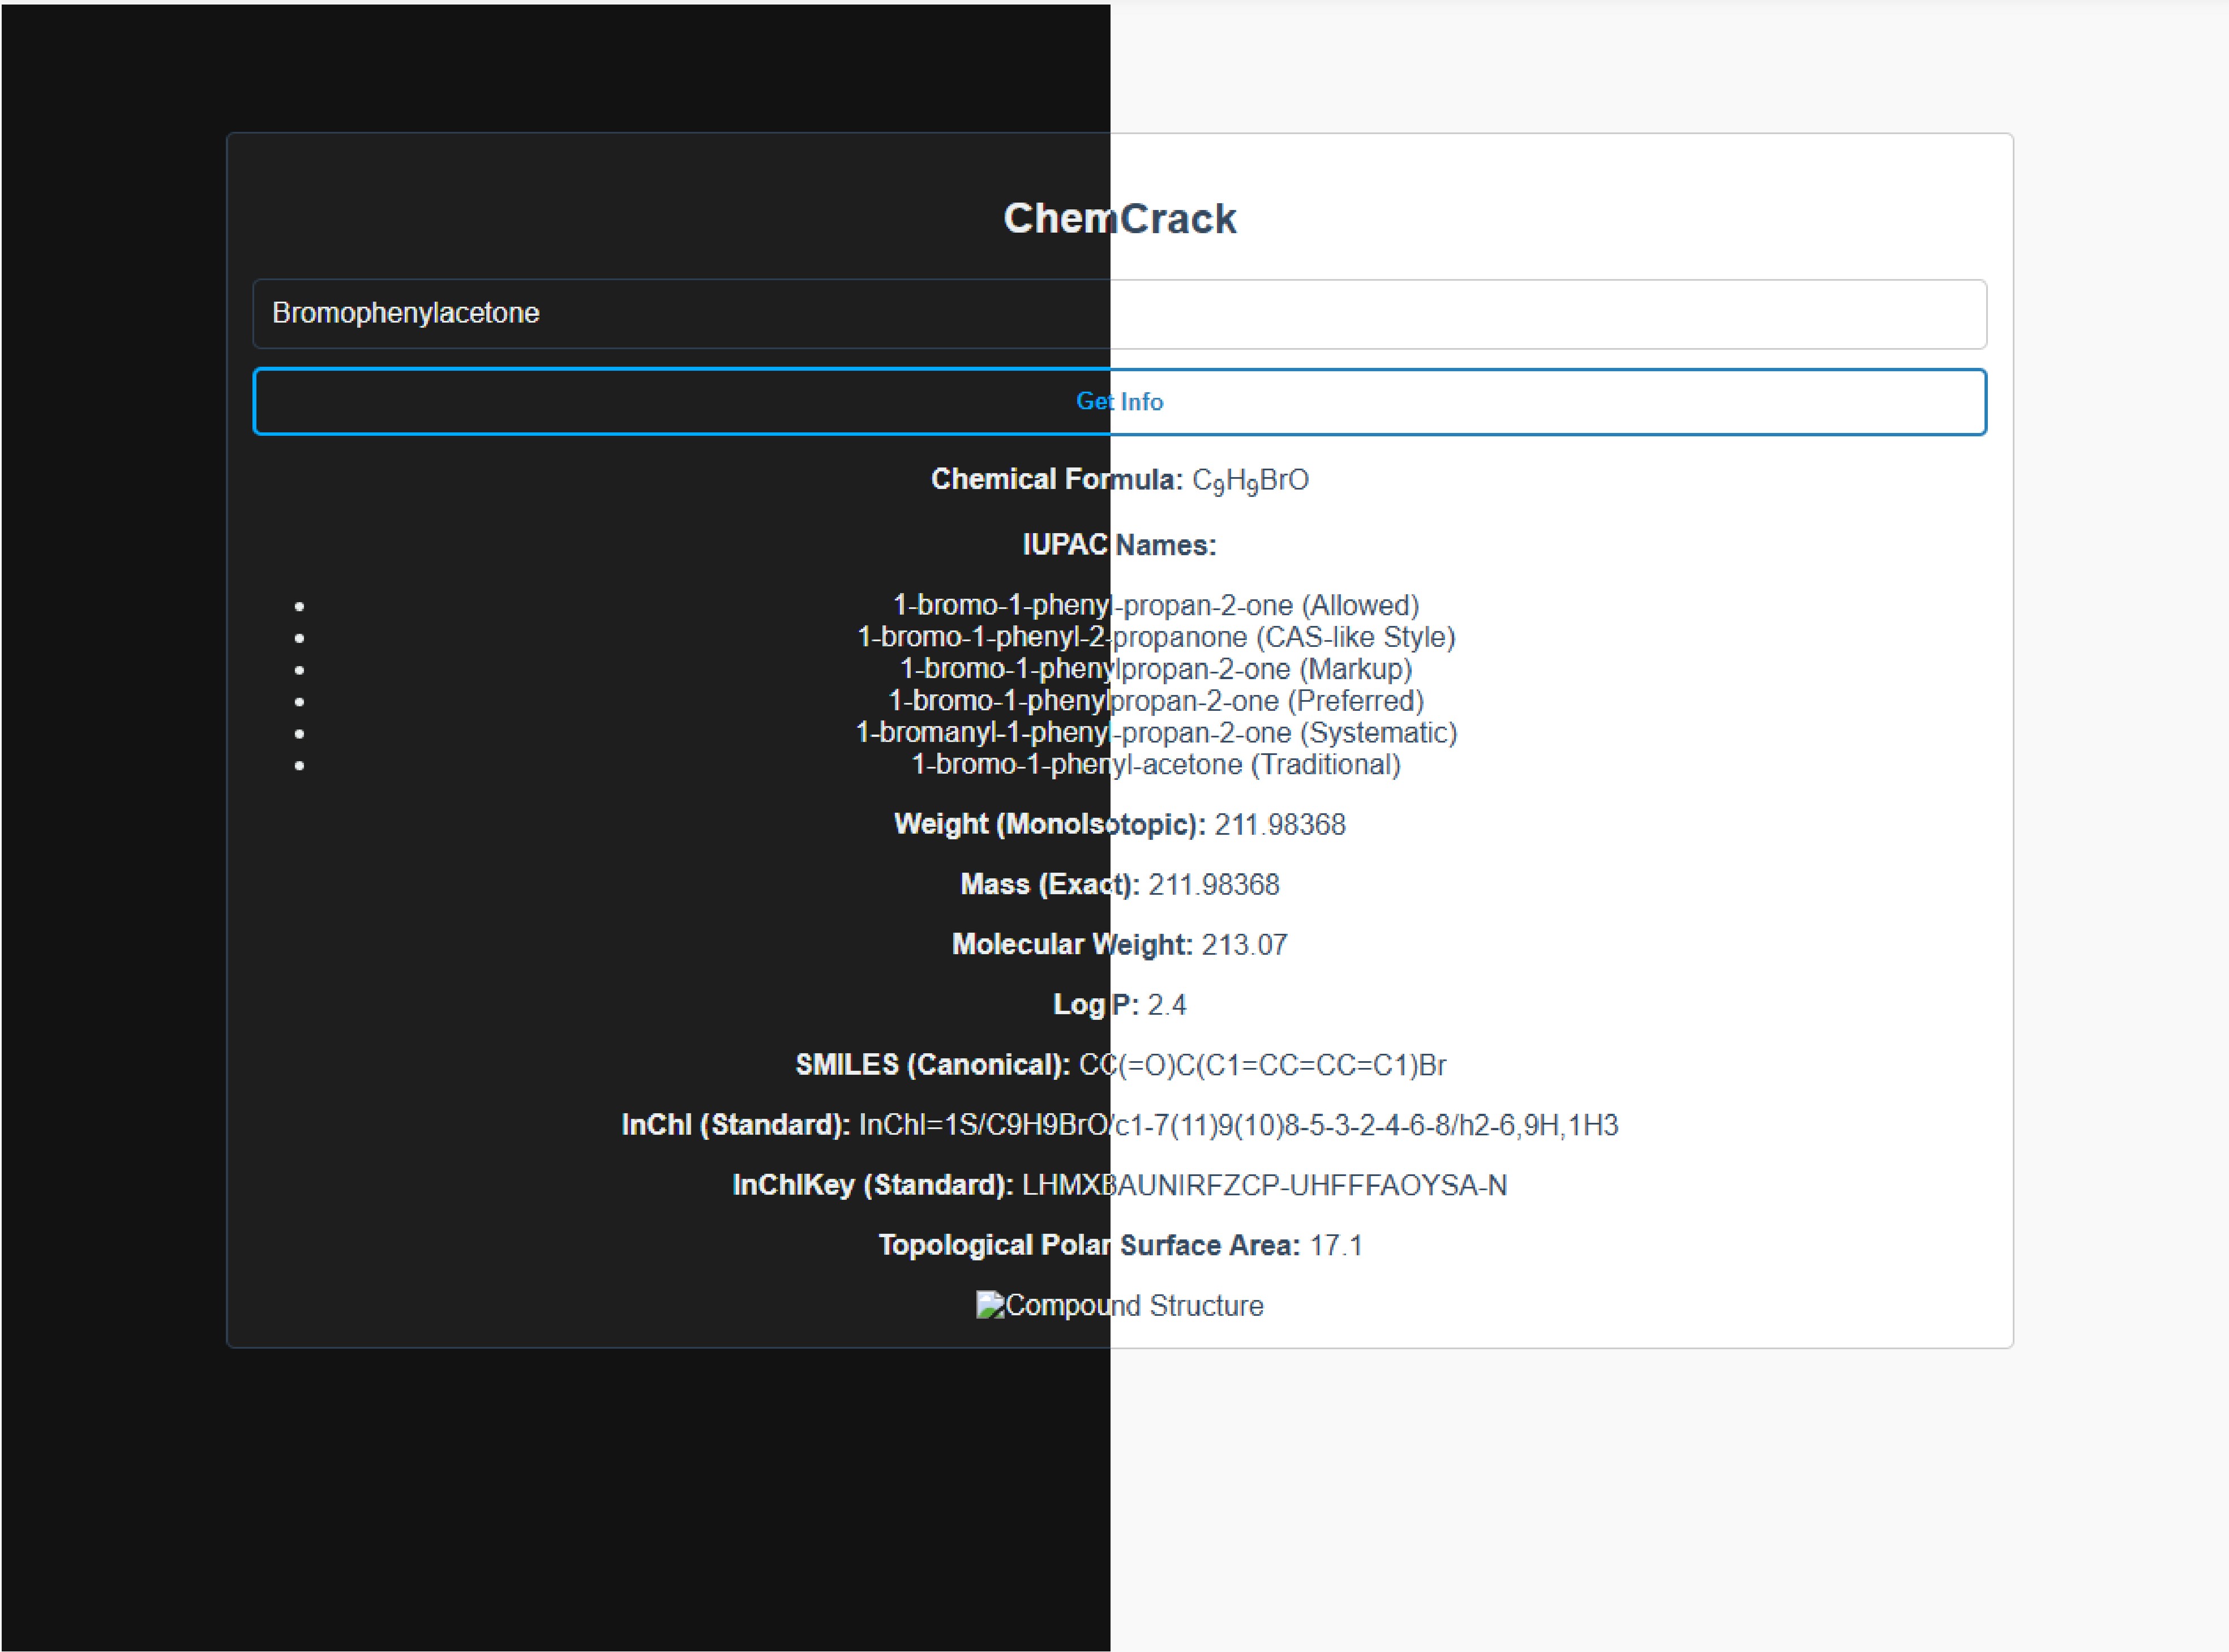 ChemCrack
Bromophenylacetone
Get Info
Chemical Formula: C₉H₉BrO
IUPAC Names:
• 1-bromo-1-phenyl-propan-2-one (Allowed)
• 1-bromo-1-phenyl-2-propanone (CAS-like Style)
• 1-bromo-1-phenylpropan-2-one (Markup)
• 1-bromo-1-phenylpropan-2-one (Preferred)
• 1-bromanyl-1-phenyl-propan-2-one (Systematic)
• 1-bromo-1-phenyl-acetone (Traditional)
Weight (MonoIsotopic): 211.98368
Mass (Exact): 211.98368
Molecular Weight: 213.07
Log P: 2.4
SMILES (Canonical): CC(=O)C(C1=CC=CC=C1)Br
InChI (Standard): InChI=1S/C9H9BrO/c1-7(11)9(10)8-5-3-2-4-6-8/h2-6,9H,1H3
InChIKey (Standard): LHMXBAUNIRFZCP-UHFFFAOYSA-N
Topological Polar Surface Area: 17.1
Compound Structure